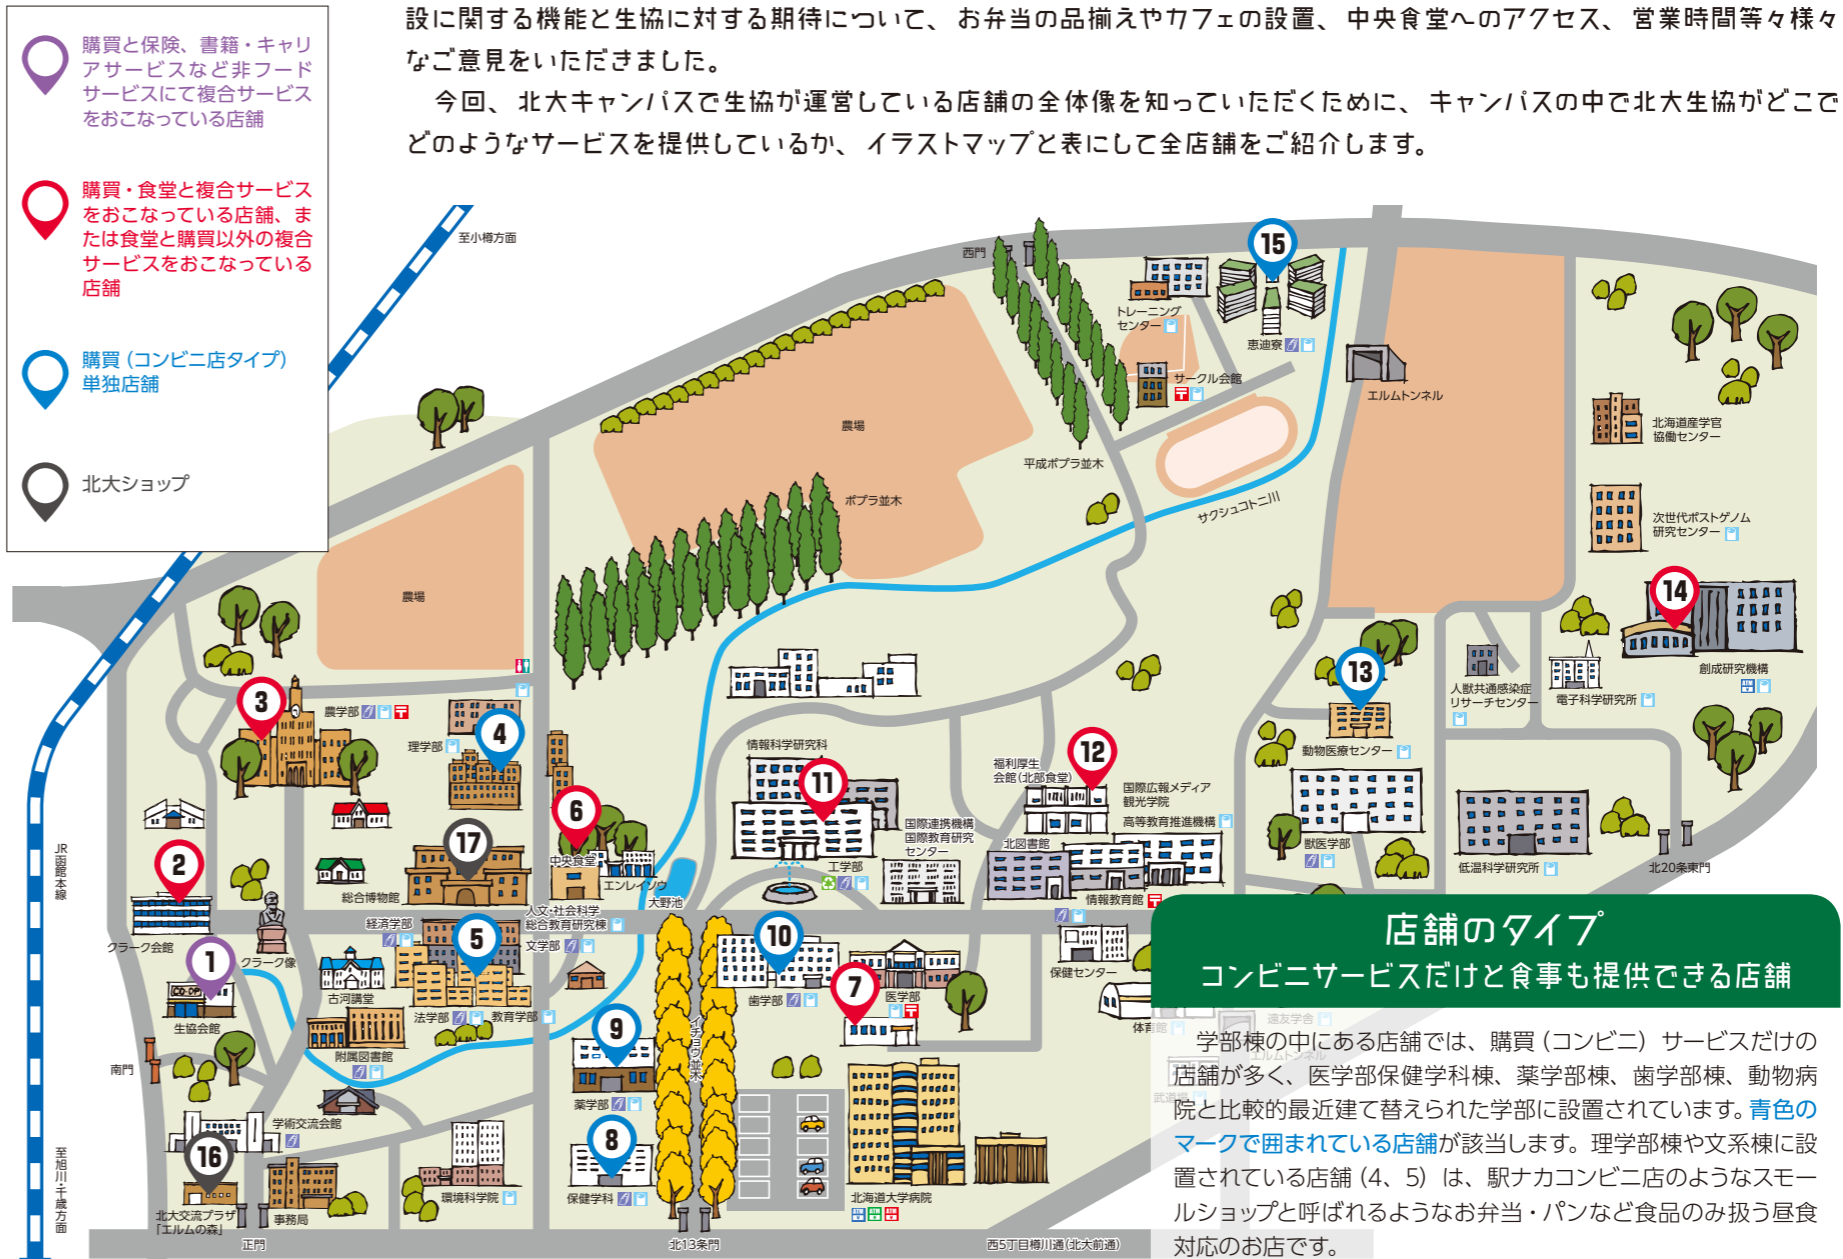 設に関する機能と生協に対する期待について、お弁当の品揃えやカフェの設置、中央食堂へのアクセス、営業時間等々様々
なご意見をいただきました。
今回、北大キャンパスで生協が運営している店舗の全体像を知っていただくために、キャンパスの中で北大生協がどこで
どのようなサービスを提供しているか、イラストマップと表にして全店舗をご紹介します。
購買と保険、書籍・キャリ
アサービスなど非フード
サービスにて複合サービス
をおこなっている店舗
購買・食堂と複合サービス
をおこなっている店舗、ま
たは食堂と購買以外の複合
サービスをおこなっている
店舗
購買（コンビニ店タイプ）
単独店舗
北大ショップ
至小樽方面
西門
15
トレーニング
センター
恵迪寮
サークル会館
エルムトンネル
北海道産学官
協働センター
農場
平成ポプラ並木
ポプラ並木
サクシュコトニ川
次世代ポストゲノム
研究センター
農場
14
創成研究機構
人獣共通感染症
リサーチセンター
電子科学研究所
13
動物医療センター
3
農学部
理学部
4
情報科学研究科
11
工学部
福利厚生
会館（北部食堂）
12
国際広報メディア
観光学院
高等教育推進機構
国際連携機構
国際教育研究
センター
北図書館
情報教育館
獣医学部
低温科学研究所
北20条東門
JR函館本線
2
クラーク会館
クラーク像
総合博物館
17
6
中央食堂
エンレイソウ
大野池
人文・社会科学
総合教育研究棟
文学部
経済学部
5
古河講堂
法学部
教育学部
1
CO-OP
生協会館
附属図書館
南門
10
歯学部
7
医学部
保健センター
体育館
遠友学舎
エルムトンネル
武道場
イチョウ並木
9
薬学部
8
保健学科
学術交流会館
16
北大交流プラザ
「エルムの森」
事務局
環境科学院
北海道大学病院
至旭川・千歳方面
正門
北13条門
西5丁目樽川通（北大前通）
店舗のタイプ
コンビニサービスだけと食事も提供できる店舗
学部棟の中にある店舗では、購買（コンビニ）サービスだけの
店舗が多く、医学部保健学科棟、薬学部棟、歯学部棟、動物病
院と比較的最近建て替えられた学部に設置されています。青色の
マークで囲まれている店舗が該当します。理学部棟や文系棟に設
置されている店舗（4、5）は、駅ナカコンビニ店のようなスモー
ルショップと呼ばれるようなお弁当・パンなど食品のみ扱う昼食
対応のお店です。